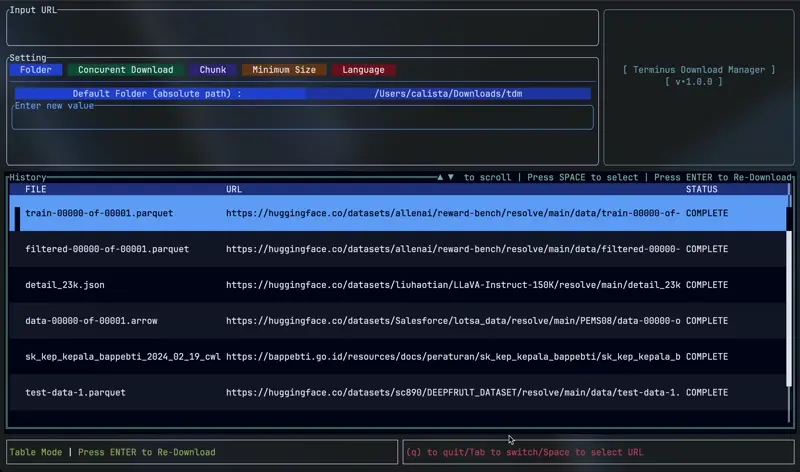 Input URL
[ Terminus Download Manager ]
[ v•1.0.0 ]
Setting
Folder Concurent Download Chunk Minimum Size Language
Default Folder (absolute path) : /Users/calista/Downloads/tdm
Enter new value
History ▲ ▼ to scroll | Press SPACE to select | Press ENTER to Re-Download
FILE URL STATUS
train-00000-of-00001.parquet https://huggingface.co/datasets/allenai/reward-bench/resolve/main/data/train-00000-of- COMPLETE
filtered-00000-of-00001.parquet https://huggingface.co/datasets/allenai/reward-bench/resolve/main/data/filtered-00000- COMPLETE
detail_23k.json https://huggingface.co/datasets/liuhaotian/LLaVA-Instruct-150K/resolve/main/detail_23k COMPLETE
data-00000-of-00001.arrow https://huggingface.co/datasets/Salesforce/lotsa_data/resolve/main/PEMS08/data-00000-o COMPLETE
sk_kep_kepala_bappebti_2024_02_19_cwl https://bappebti.go.id/resources/docs/peraturan/sk_kep_kepala_bappebti/sk_kep_kepala_b COMPLETE
test-data-1.parquet https://huggingface.co/datasets/sc890/DEEPFRUlT_DATASET/resolve/main/data/test-data-1. COMPLETE
Table Mode | Press ENTER to Re-Download
(q) to quit/Tab to switch/Space to select URL